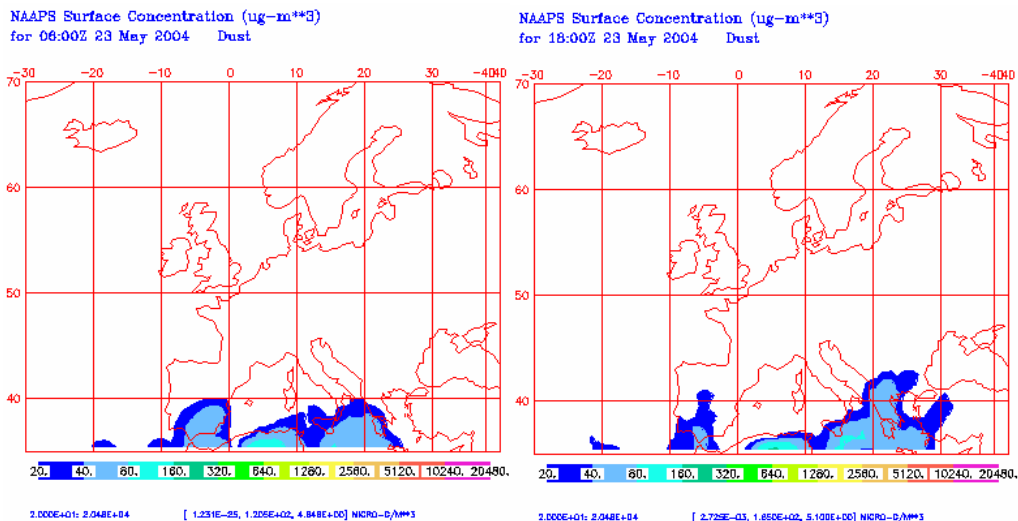 NAAPS Surface Concentration (ug-m**3)
for 06:00Z 23 May 2004 Dust
-30 -20 -10 0 10 20 30 -4040
70
60
50
40
20. 40. 80. 160. 320. 640. 1280. 2560. 5120. 10240. 20480.
2.000E+01: 2.048E+04 [ 1.231E-25, 1.205E+02, 4.848E+00] MICRO-G/M**3
NAAPS Surface Concentration (ug-m**3)
for 18:00Z 23 May 2004 Dust
-30 -20 -10 0 10 20 30 -4040
70
60
50
40
20. 40. 80. 160. 320. 640. 1280. 2560. 5120. 10240. 20480.
2.000E+01: 2.048E+04 [ 2.725E-03, 1.650E+02, 5.100E+00] MICRO-G/M**3